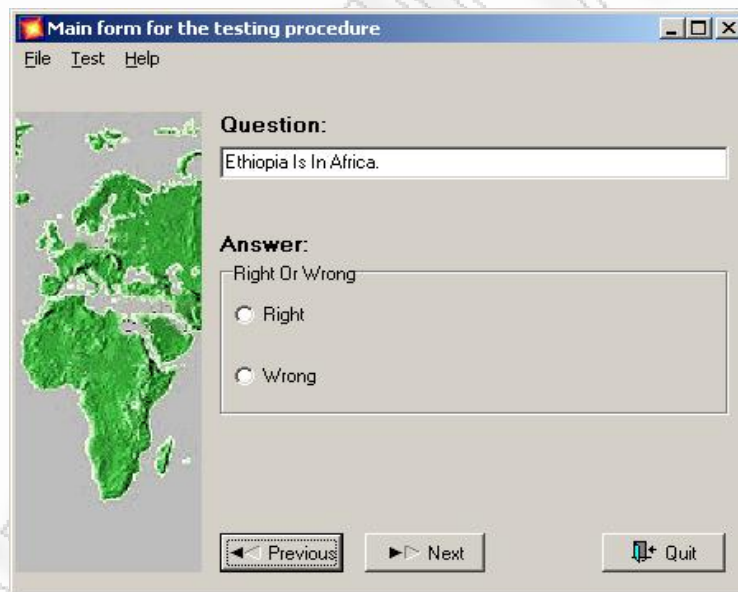 Main form for the testing procedure
File Test Help
Question:
Ethiopia Is In Africa.
Answer:
Right Or Wrong
Right
Wrong
Previous Next Quit